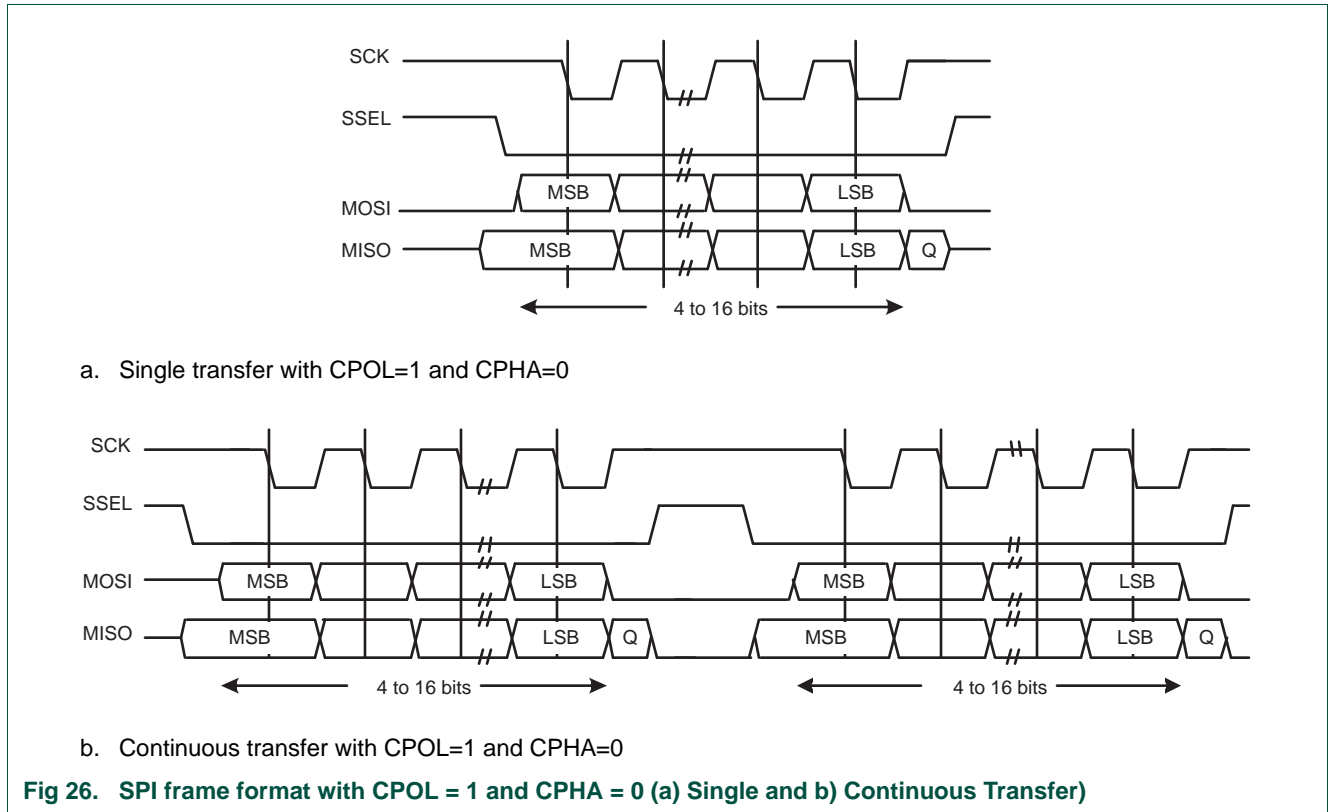 SCK
SSEL
MOSI MSB LSB
MISO MSB LSB Q
4 to 16 bits
a. Single transfer with CPOL=1 and CPHA=0
SCK
SSEL
MOSI MSB LSB MSB LSB
MISO MSB LSB Q MSB LSB Q
4 to 16 bits 4 to 16 bits
b. Continuous transfer with CPOL=1 and CPHA=0
Fig 26. SPI frame format with CPOL = 1 and CPHA = 0 (a) Single and b) Continuous Transfer)